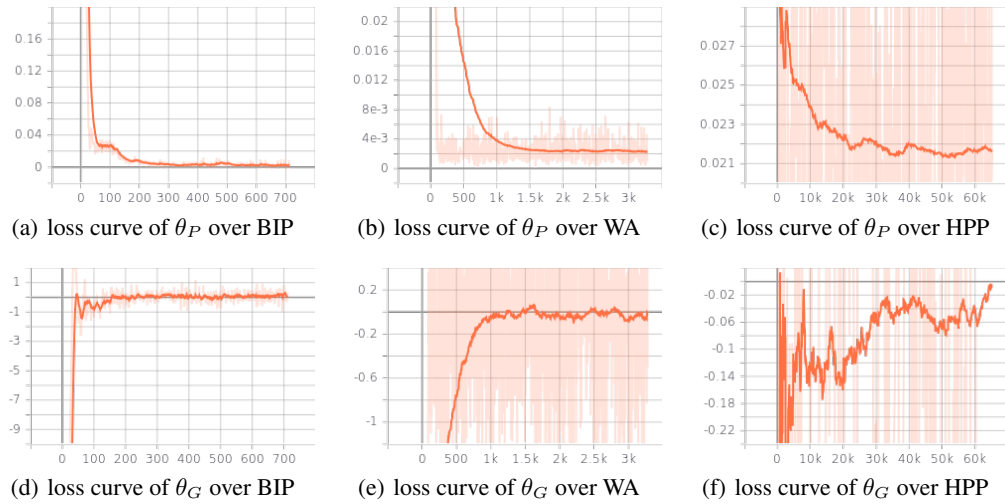 0.16
0.12
0.08
0.04
0
0 100 200 300 400 500 600 700
(a) loss curve of θ_P over BIP
0.02
0.016
0.012
8e-3
4e-3
0
0 500 1k 1.5k 2k 2.5k 3k
(b) loss curve of θ_P over WA
0.027
0.025
0.023
0.021
0 10k 20k 30k 40k 50k 60k
(c) loss curve of θ_P over HPP
1
-1
-3
-5
-7
-9
0 100 200 300 400 500 600 700
(d) loss curve of θ_G over BIP
0.2
-0.2
-0.6
-1
0 500 1k 1.5k 2k 2.5k 3k
(e) loss curve of θ_G over WA
-0.02
-0.06
-0.1
-0.14
-0.18
-0.22
0 10k 20k 30k 40k 50k 60k
(f) loss curve of θ_G over HPP